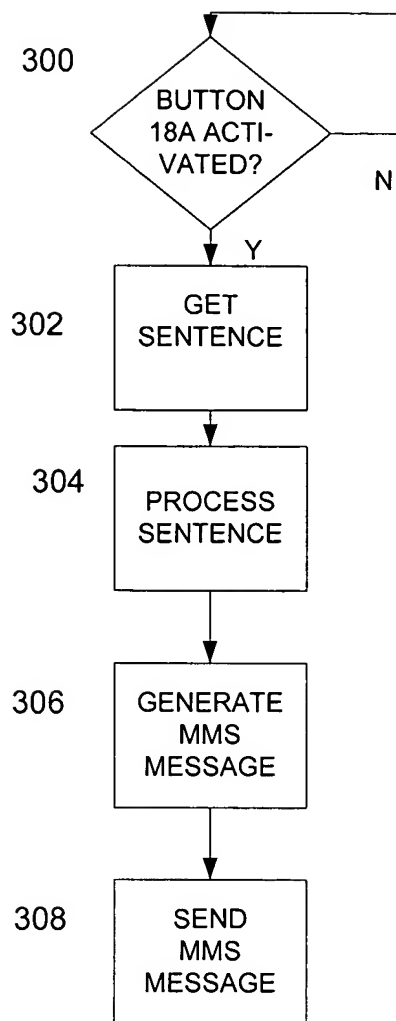 300
BUTTON
18A ACTI-
VATED?
N
Y
302
GET
SENTENCE
304
PROCESS
SENTENCE
306
GENERATE
MMS
MESSAGE
308
SEND
MMS
MESSAGE